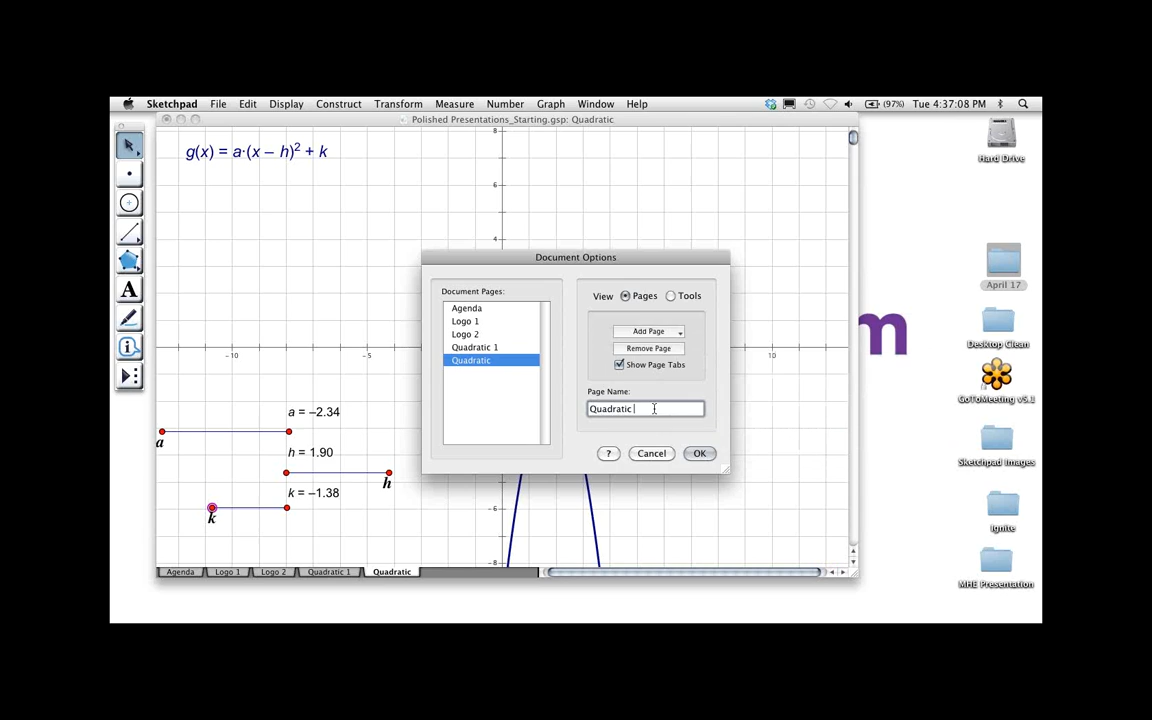 Sketchpad File Edit Display Construct Transform Measure Number Graph Window Help (97%) Tue 4:37:08 PM
Polished Presentations_Starting.gsp: Quadratic
g(x) = a·(x – h)² + k
8
4
-10
-5
10
-6
-8
a = –2.34
a
h = 1.90
h
k = –1.38
k
Document Options
Document Pages:
Agenda
Logo 1
Logo 2
Quadratic 1
Quadratic
View Pages Tools
Add Page
Remove Page
Show Page Tabs
Page Name:
Quadratic
? Cancel OK
Agenda Logo 1 Logo 2 Quadratic 1 Quadratic
A
m
Hard Drive
April 17
Desktop Clean
GoToMeeting v5.1
Sketchpad Images
ignite
MHE Presentation